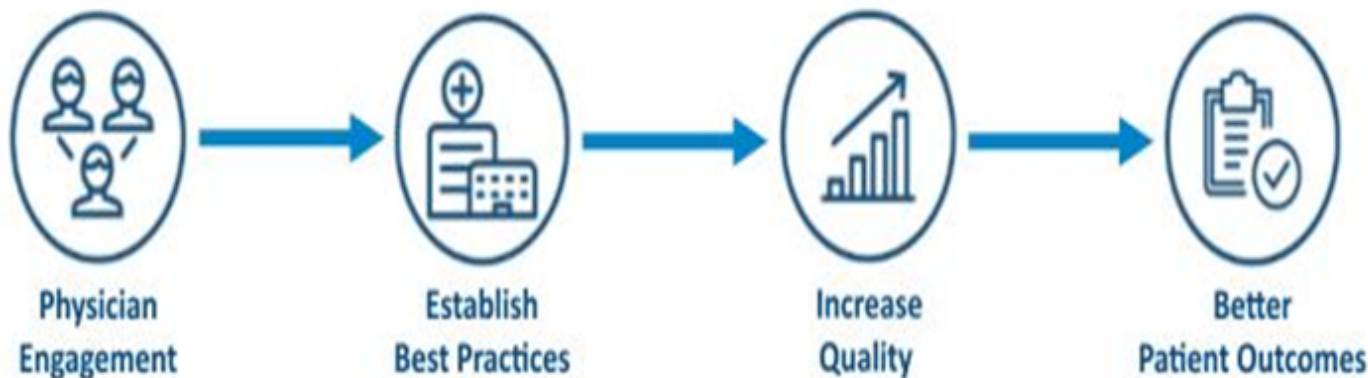 Physician
Engagement
Establish
Best Practices
Increase
Quality
Better
Patient Outcomes